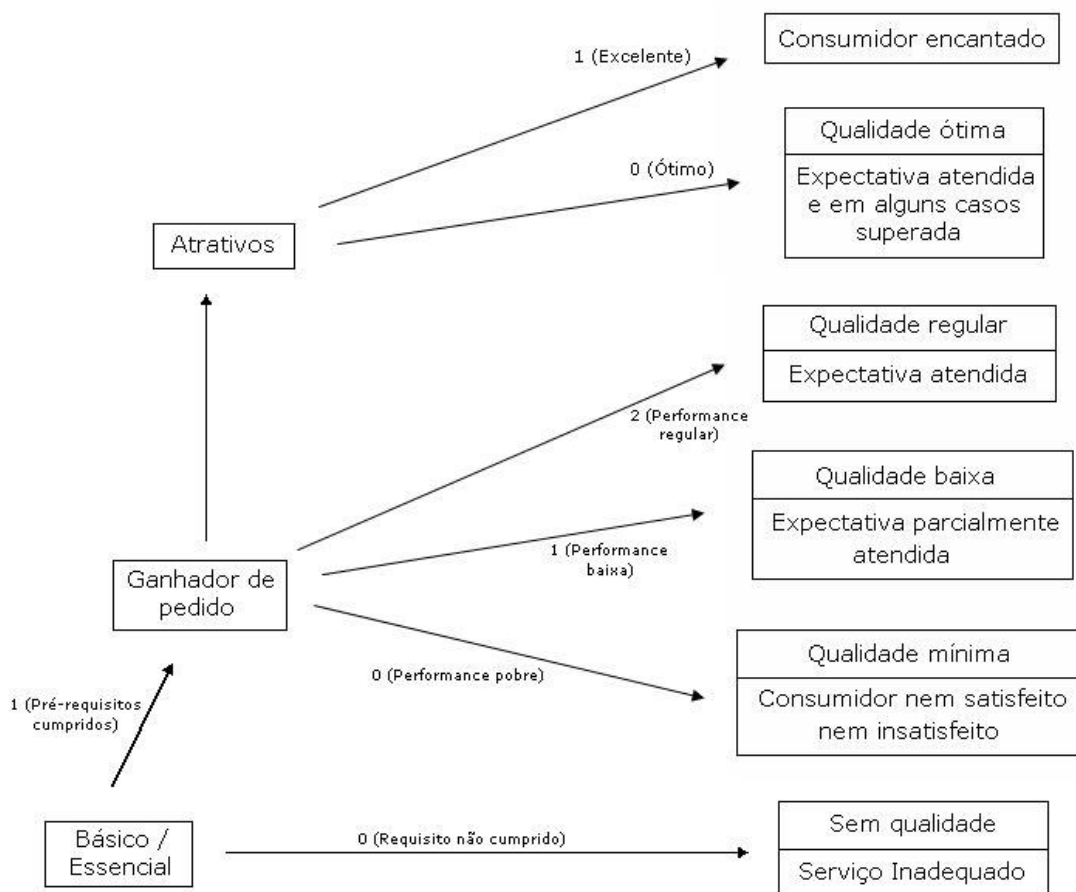 Consumidor encantado
1 (Excelente)
Qualidade ótima
0 (Ótimo)
Expectativa atendida
e em alguns casos
superada
Atrativos
Qualidade regular
Expectativa atendida
2 (Performance
regular)
Qualidade baixa
Expectativa parcialmente
atendida
1 (Performance
baixa)
Ganhador de
pedido
Qualidade mínima
0 (Performance pobre)
Consumidor nem satisfeito
nem insatisfeito
1 (Pré-requisitos
cumpridos)
Sem qualidade
Básico /
Essencial
0 (Requisito não cumprido)
Serviço Inadequado